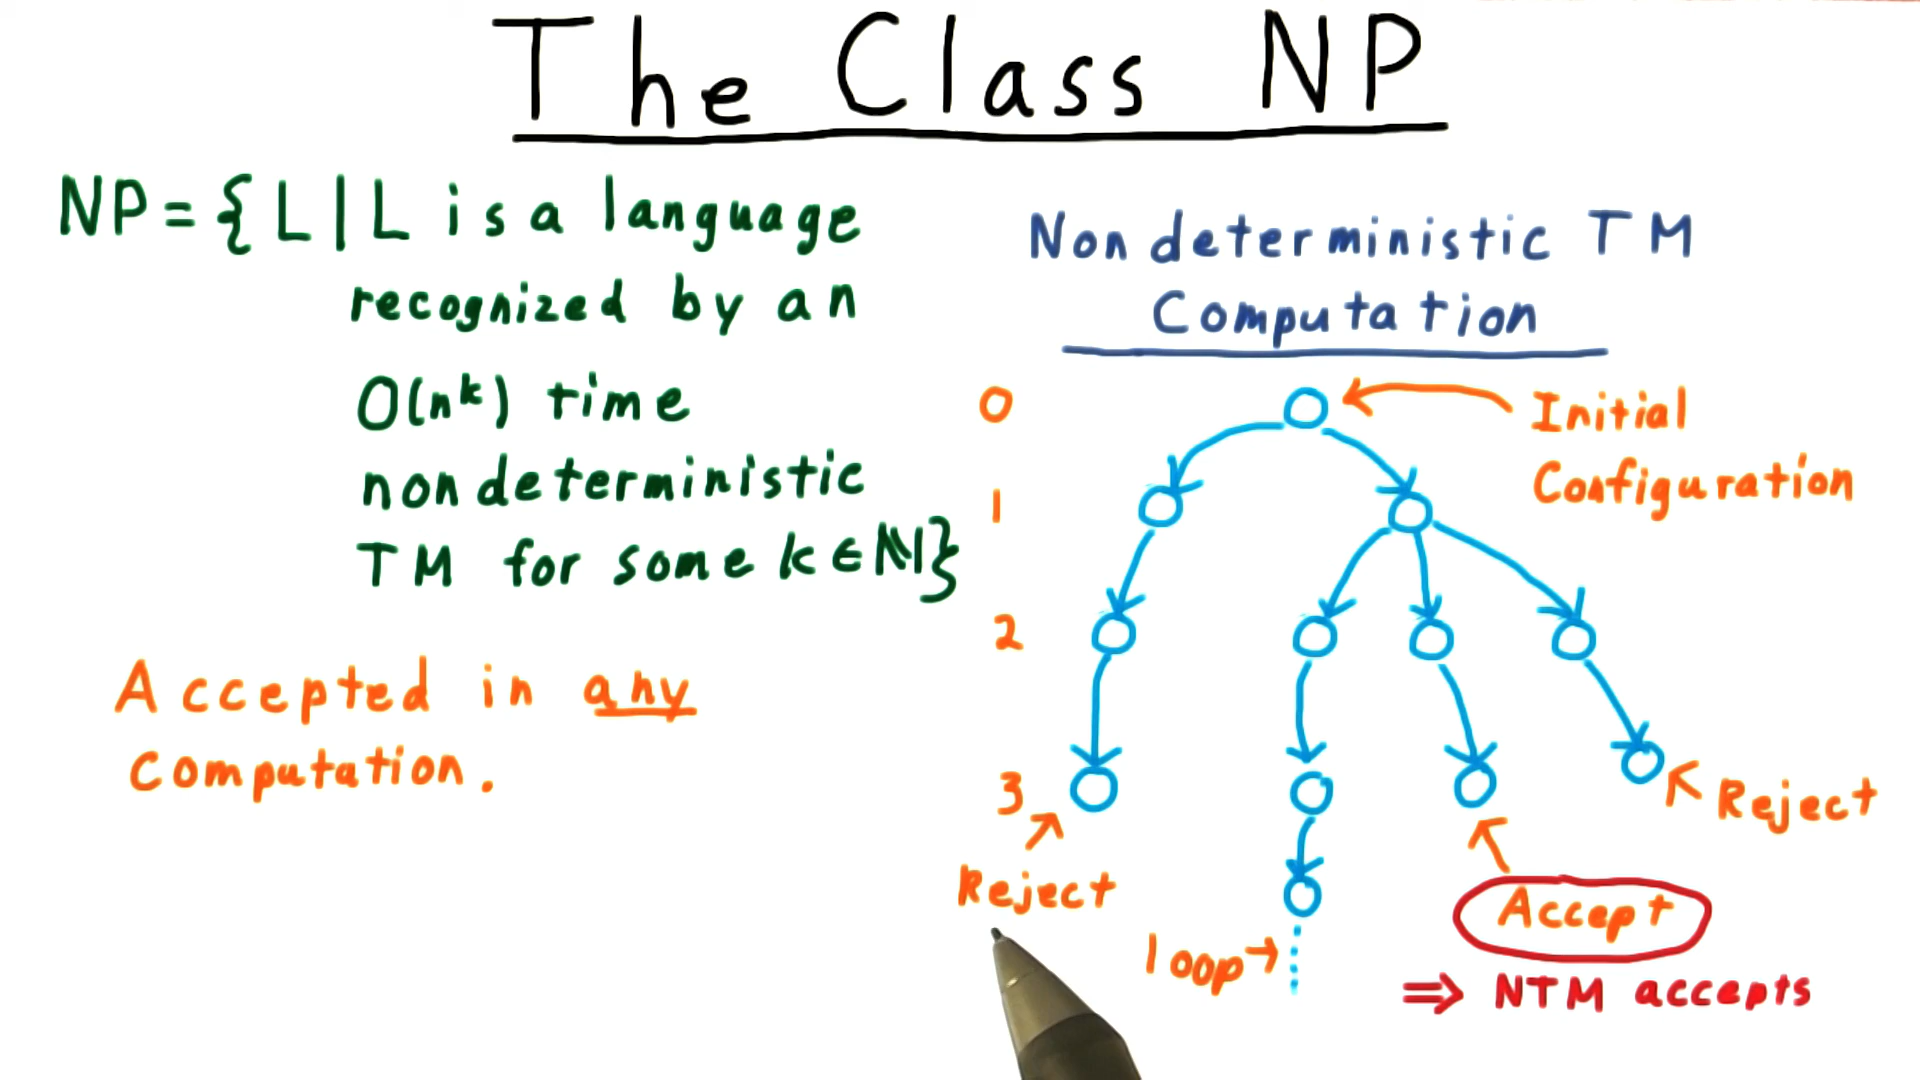 The Class NP
NP = { L | L is a language
recognized by an
O(n^k) time
nondeterministic
TM for some k ∈ ℕ}
Accepted in any
computation.
Nondeterministic TM
Computation
0
Initial
Configuration
1
2
3
Reject
Reject
loop→
Accept
⇒ NTM accepts